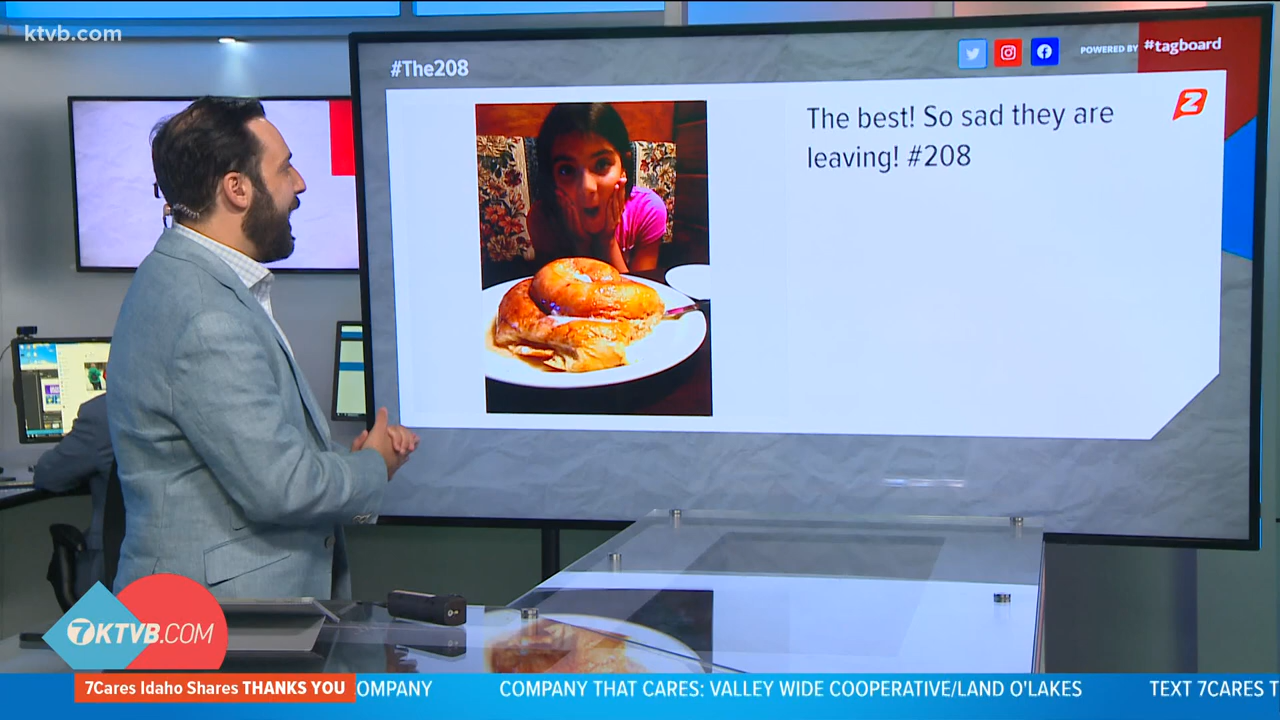 ktvb.com
#The208
POWERED BY #tagboard
The best! So sad they are
leaving! #208
7KTVB.COM
7Cares Idaho Shares THANKS YOU
COMPANY
COMPANY THAT CARES: VALLEY WIDE COOPERATIVE/LAND O'LAKES
TEXT 7CARES T